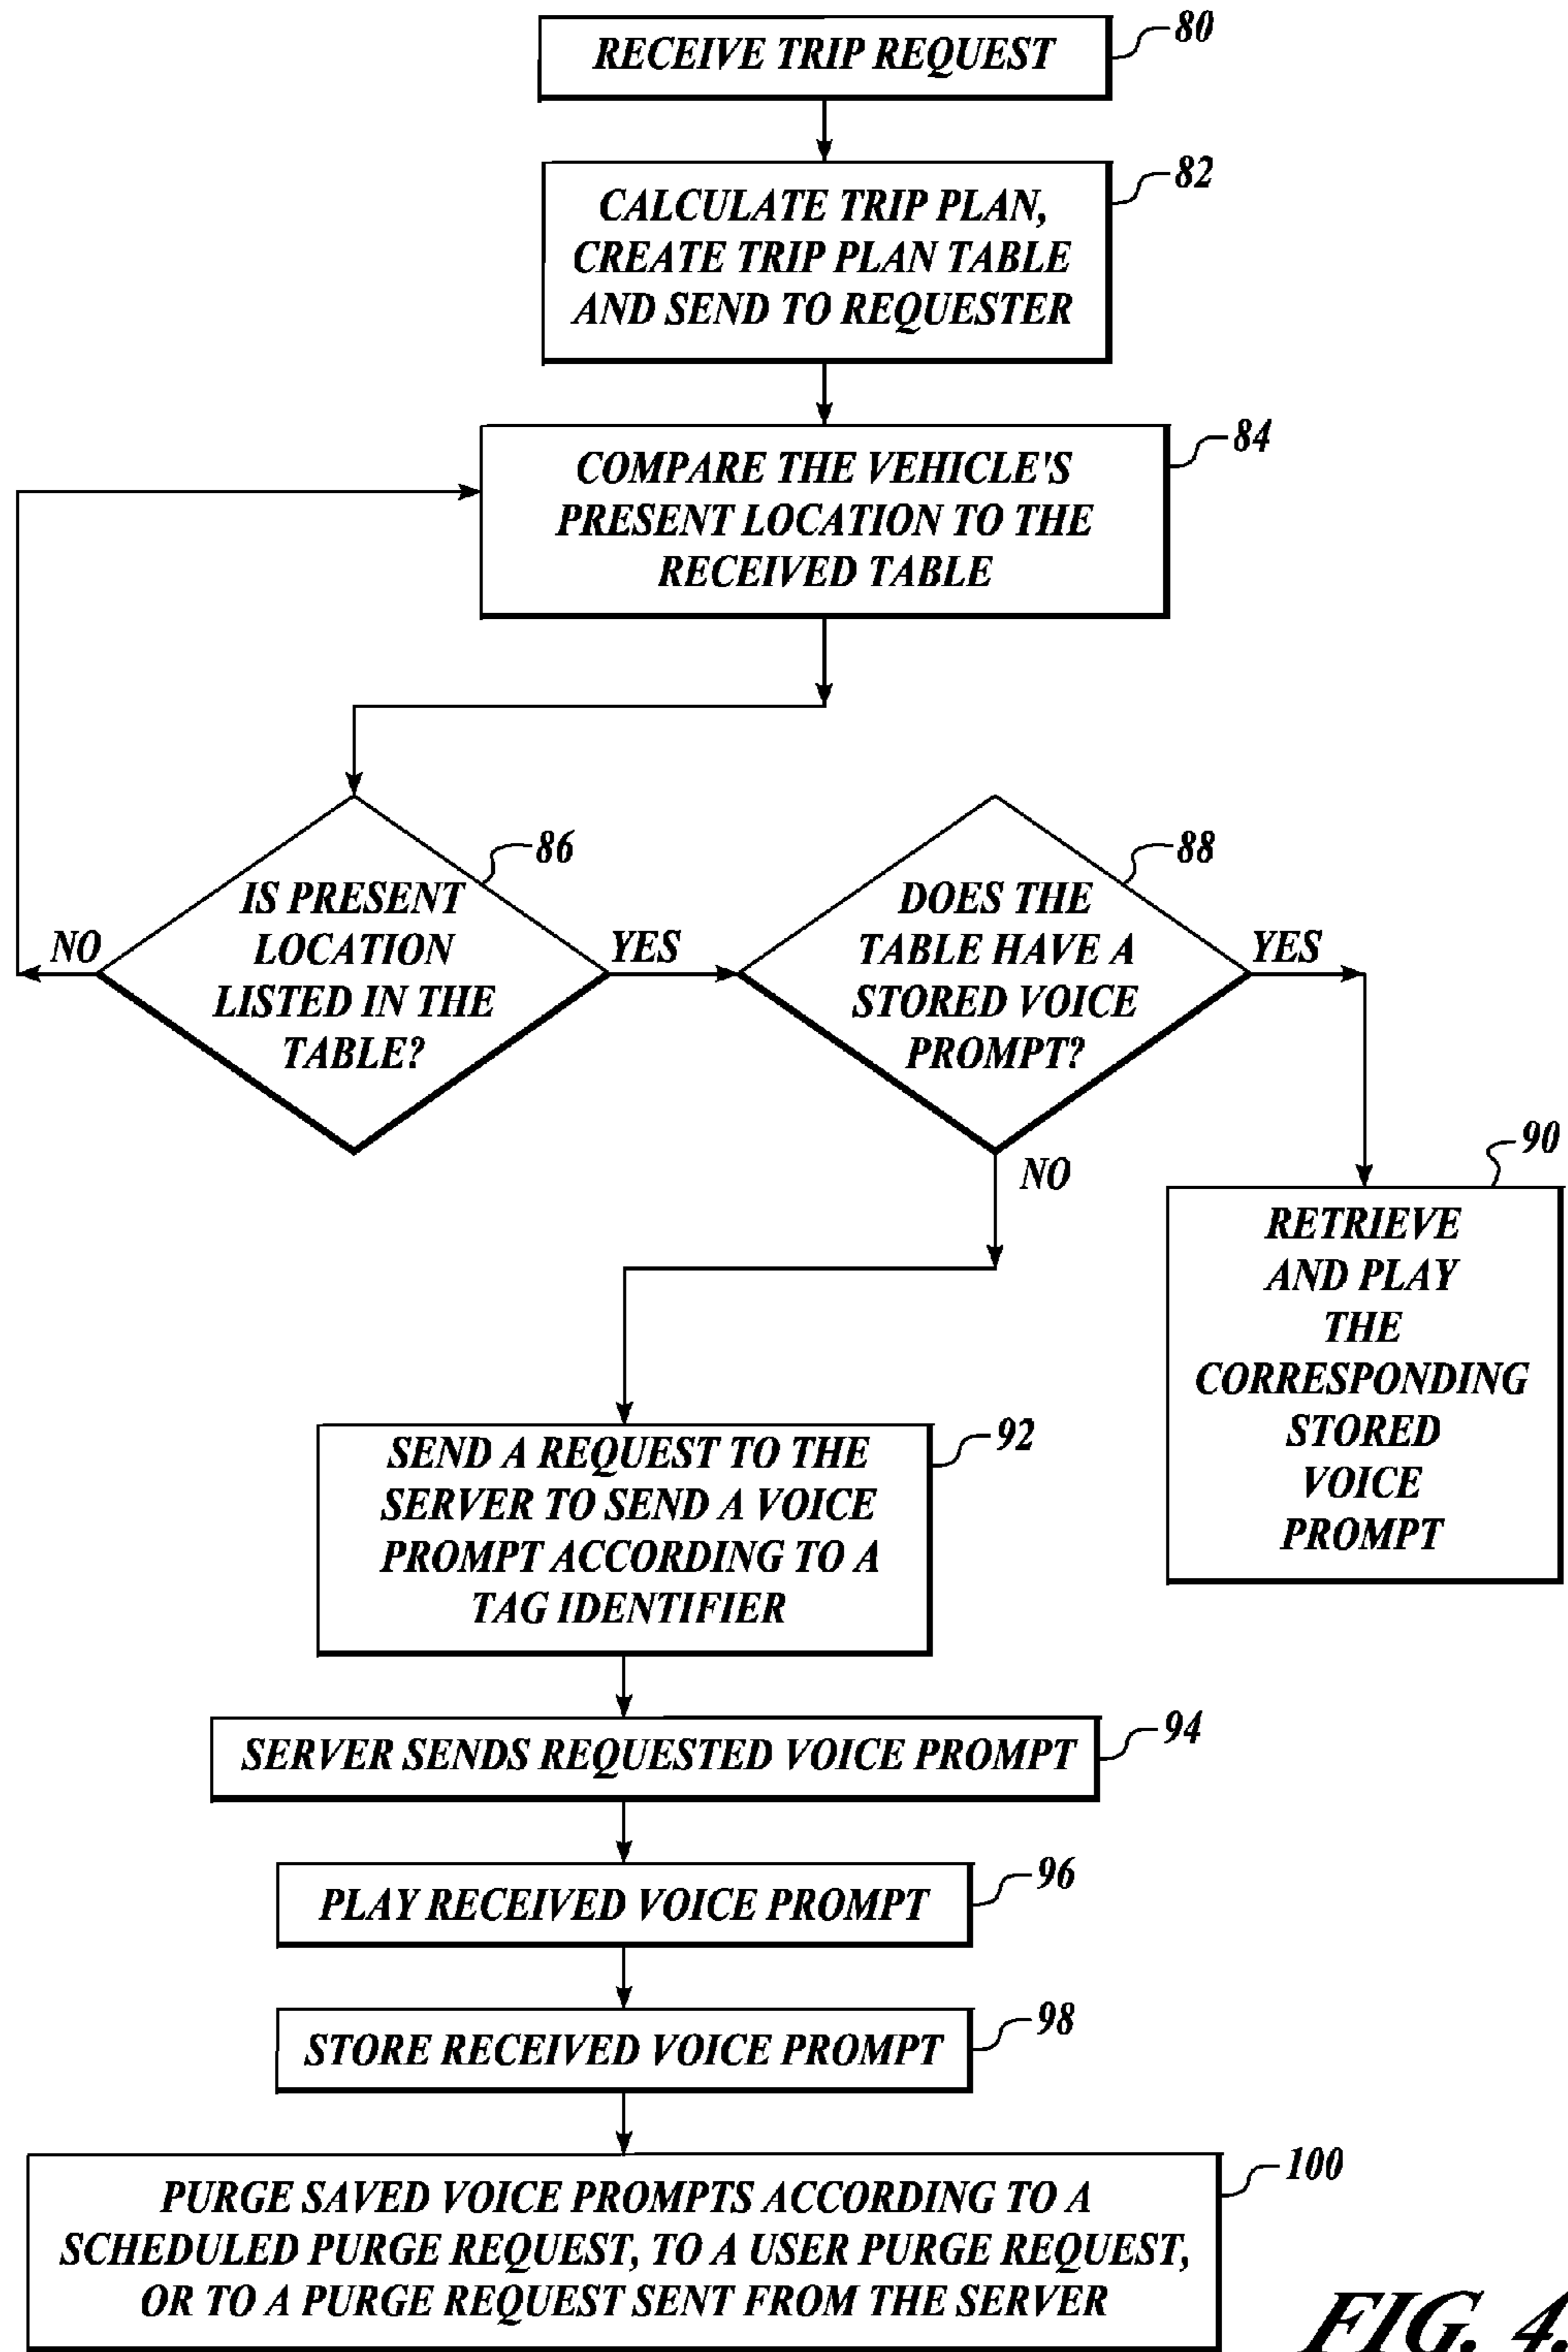 RECEIVE TRIP REQUEST
80
CALCULATE TRIP PLAN,
CREATE TRIP PLAN TABLE
AND SEND TO REQUESTER
82
COMPARE THE VEHICLE'S
PRESENT LOCATION TO THE
RECEIVED TABLE
84
IS PRESENT
LOCATION
LISTED IN THE
TABLE?
86
NO
YES
DOES THE
TABLE HAVE A
STORED VOICE
PROMPT?
88
YES
NO
RETRIEVE
AND PLAY
THE
CORRESPONDING
STORED
VOICE
PROMPT
90
SEND A REQUEST TO THE
SERVER TO SEND A VOICE
PROMPT ACCORDING TO A
TAG IDENTIFIER
92
SERVER SENDS REQUESTED VOICE PROMPT
94
PLAY RECEIVED VOICE PROMPT
96
STORE RECEIVED VOICE PROMPT
98
PURGE SAVED VOICE PROMPTS ACCORDING TO A
SCHEDULED PURGE REQUEST, TO A USER PURGE REQUEST,
OR TO A PURGE REQUEST SENT FROM THE SERVER
100
FIG. 4.